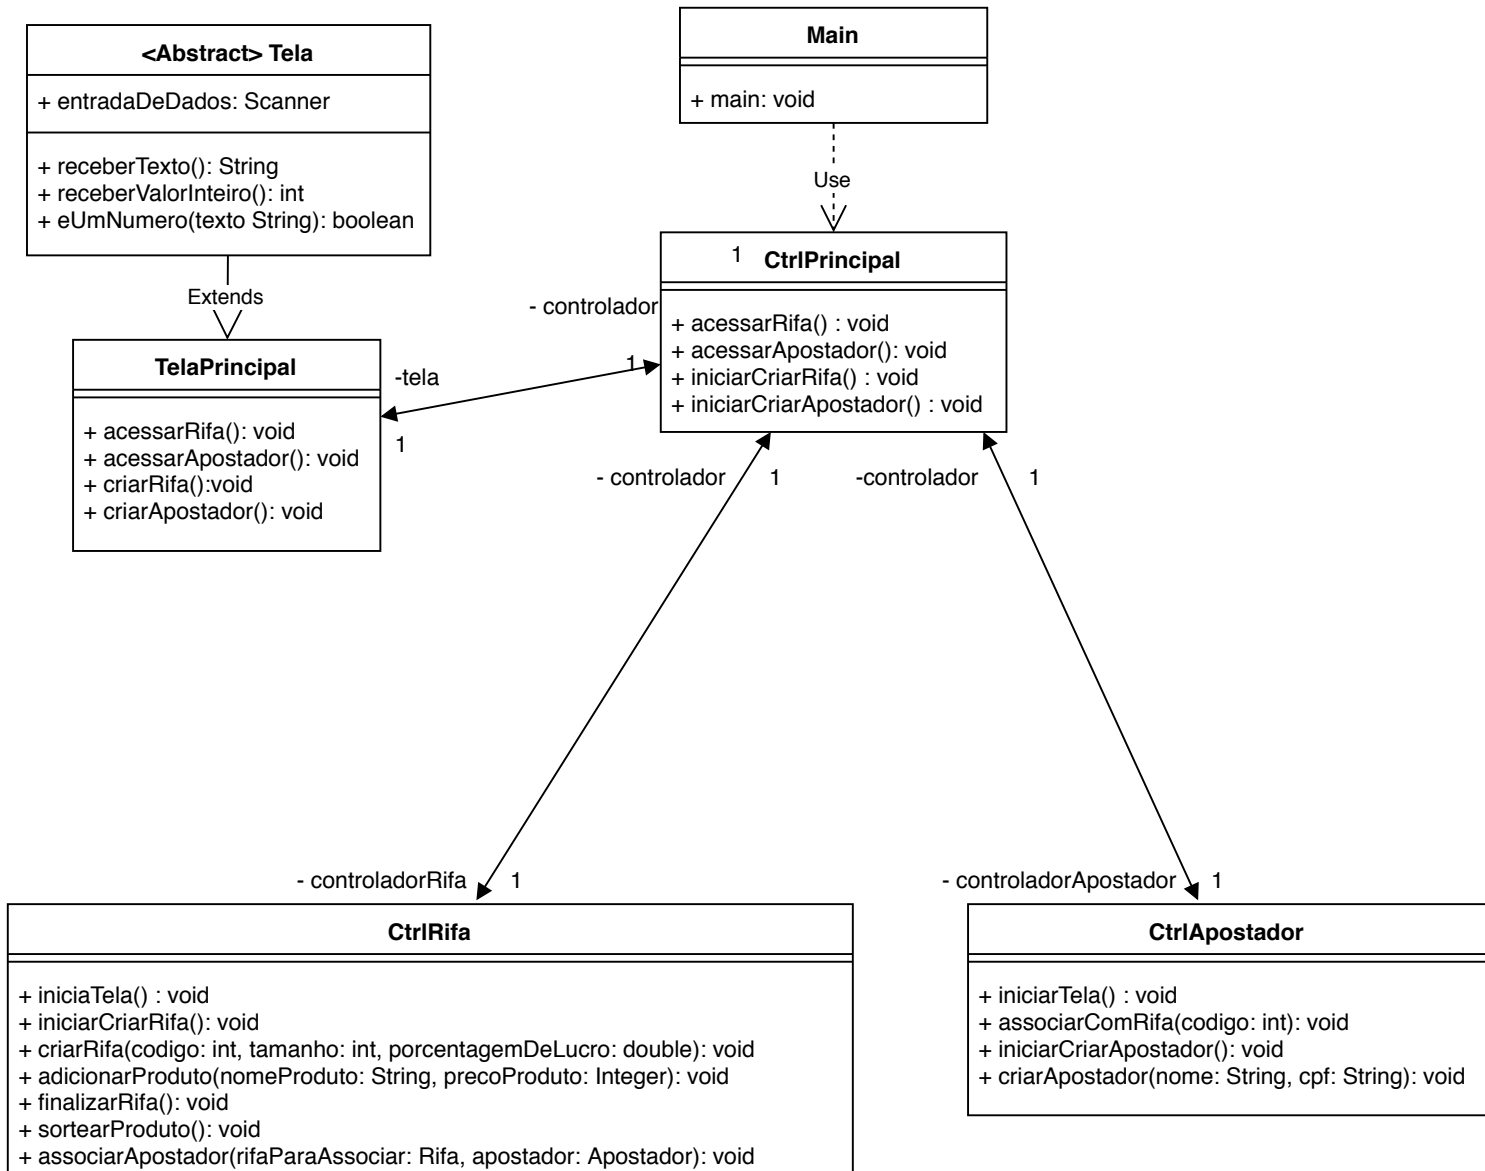 <Abstract> Tela
+ entradaDeDados: Scanner
+ receberTexto(): String
+ receberValorInteiro(): int
+ eUmNumero(texto String): boolean
Extends
Main
+ main: void
Use
TelaPrincipal
+ acessarRifa(): void
+ acessarApostador(): void
+ criarRifa():void
+ criarApostador(): void
-tela
1
- controlador
1
1
CtrlPrincipal
+ acessarRifa() : void
+ acessarApostador(): void
+ iniciarCriarRifa() : void
+ iniciarCriarApostador() : void
- controlador
1
-controlador
1
- controladorRifa
1
- controladorApostador
1
CtrlRifa
+ iniciaTela() : void
+ iniciarCriarRifa(): void
+ criarRifa(codigo: int, tamanho: int, porcentagemDeLucro: double): void
+ adicionarProduto(nomeProduto: String, precoProduto: Integer): void
+ finalizarRifa(): void
+ sortearProduto(): void
+ associarApostador(rifaParaAssociar: Rifa, apostador: Apostador): void
CtrlApostador
+ iniciarTela() : void
+ associarComRifa(codigo: int): void
+ iniciarCriarApostador(): void
+ criarApostador(nome: String, cpf: String): void